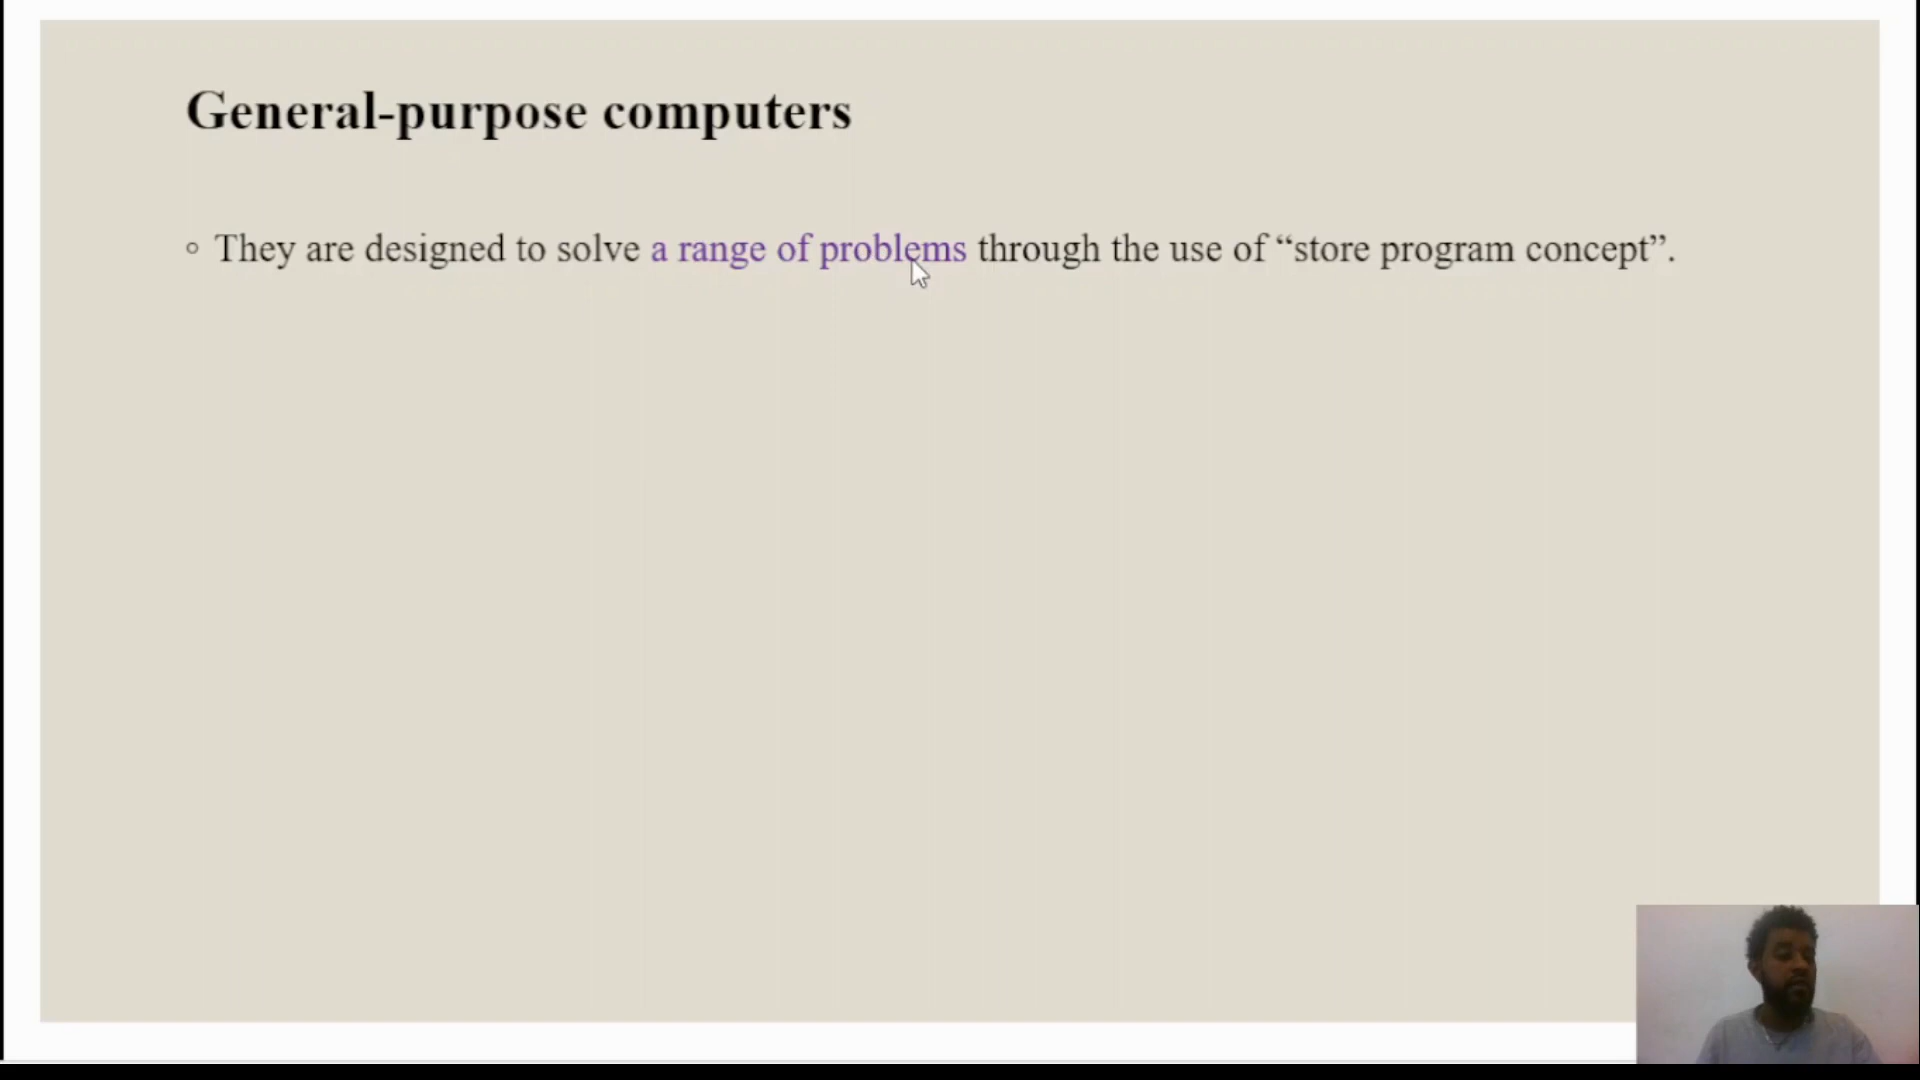 General-purpose computers
◦ They are designed to solve a range of problems through the use of “store program concept”.